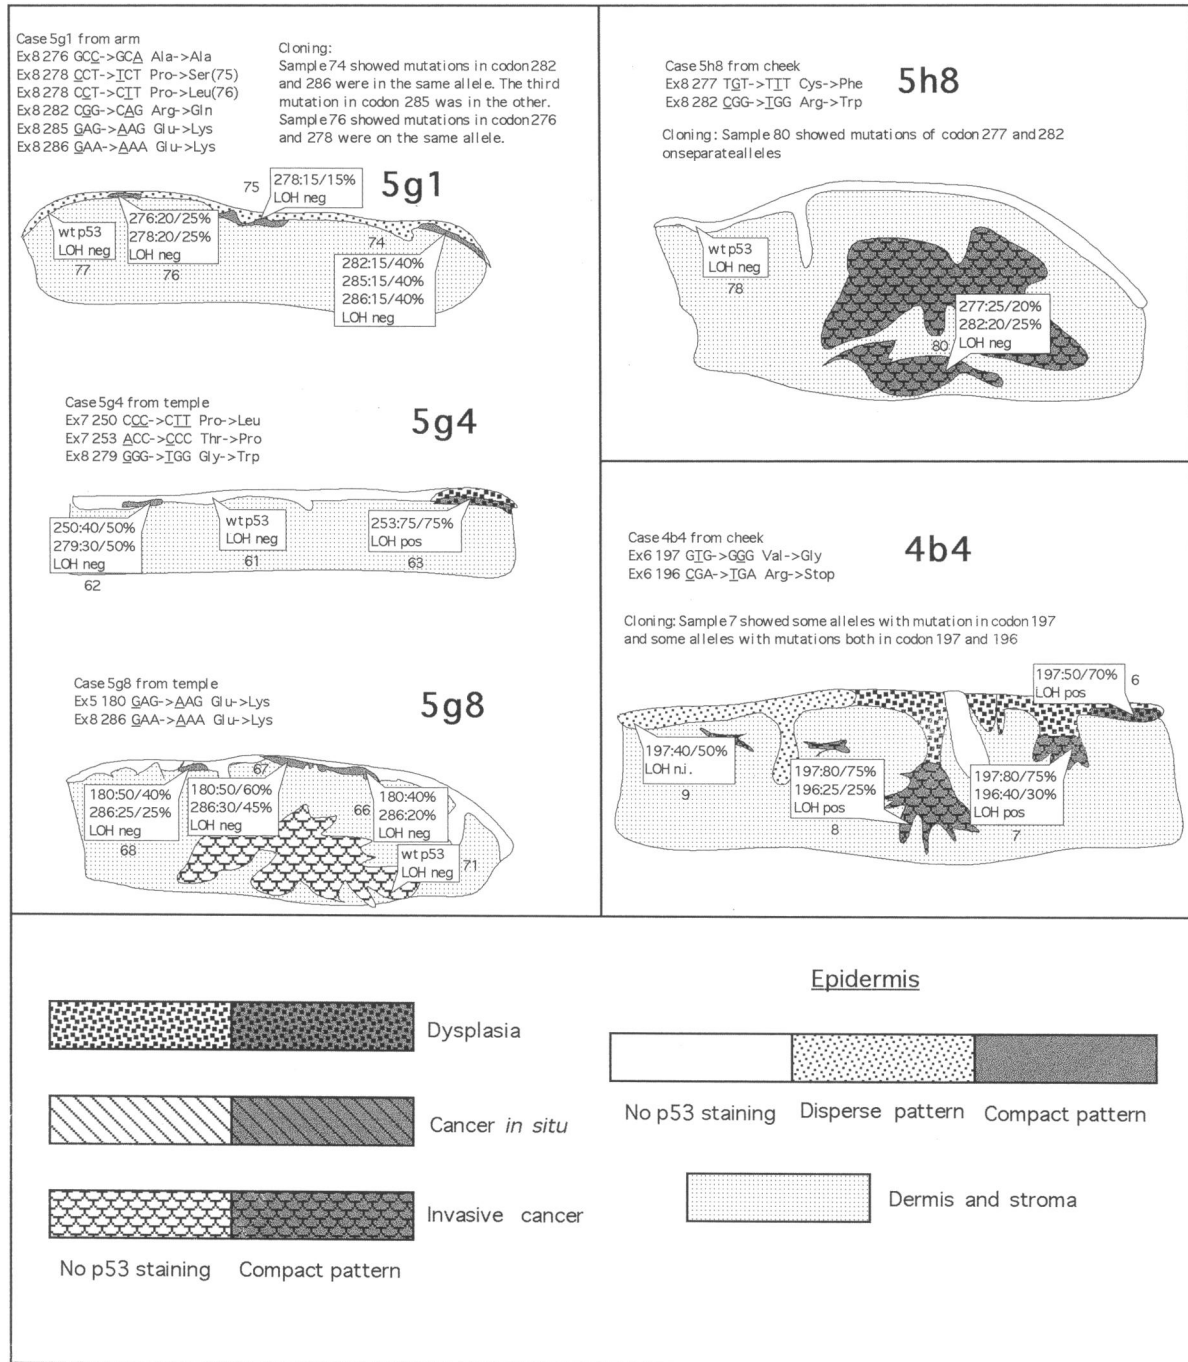 Case 5g1 from arm
Ex8 276 GCC->GCA Ala->Ala
Ex8 278 CCT->TCT Pro->Ser(75)
Ex8 278 CCT->CTT Pro->Leu(76)
Ex8 282 CGG->CAG Arg->Gln
Ex8 285 GAG->AAG Glu->Lys
Ex8 286 GAA->AAA Glu->Lys
Cloning:
Sample 74 showed mutations in codon 282
and 286 were in the same allele. The third
mutation in codon 285 was in the other.
Sample 76 showed mutations in codon 276
and 278 were on the same allele.
5g1
75
278:15/15%
LOH neg
wt p53
LOH neg
77
276:20/25%
278:20/25%
LOH neg
76
74
282:15/40%
285:15/40%
286:15/40%
LOH neg
Case 5g4 from temple
Ex7 250 CCC->CTT Pro->Leu
Ex7 253 ACC->CCC Thr->Pro
Ex8 279 GGG->TGG Gly->Trp
5g4
250:40/50%
279:30/50%
LOH neg
62
wt p53
LOH neg
61
253:75/75%
LOH pos
63
Case 5g8 from temple
Ex5 180 GAG->AAG Glu->Lys
Ex8 286 GAA->AAA Glu->Lys
5g8
67
180:50/40%
286:25/25%
LOH neg
68
180:50/60%
286:30/45%
LOH neg
66
180:40%
286:20%
LOH neg
wt p53
LOH neg
71
Case 5h8 from cheek
Ex8 277 TGT->TTT Cys->Phe
Ex8 282 CGG->TGG Arg->Trp
5h8
Cloning: Sample 80 showed mutations of codon 277 and 282
onseparatealleles
wt p53
LOH neg
78
277:25/20%
282:20/25%
LOH neg
80
Case 4b4 from cheek
Ex6 197 GTG->GGG Val->Gly
Ex6 196 CGA->TGA Arg->Stop
4b4
Cloning: Sample 7 showed some alleles with mutation in codon 197
and some alleles with mutations both in codon 197 and 196
197:50/70%
LOH pos
6
197:40/50%
LOH n.i.
9
197:80/75%
196:25/25%
LOH pos
8
197:80/75%
196:40/30%
LOH pos
7
Dysplasia
Cancer in situ
Invasive cancer
No p53 staining Compact pattern
Epidermis
No p53 staining Disperse pattern Compact pattern
Dermis and stroma